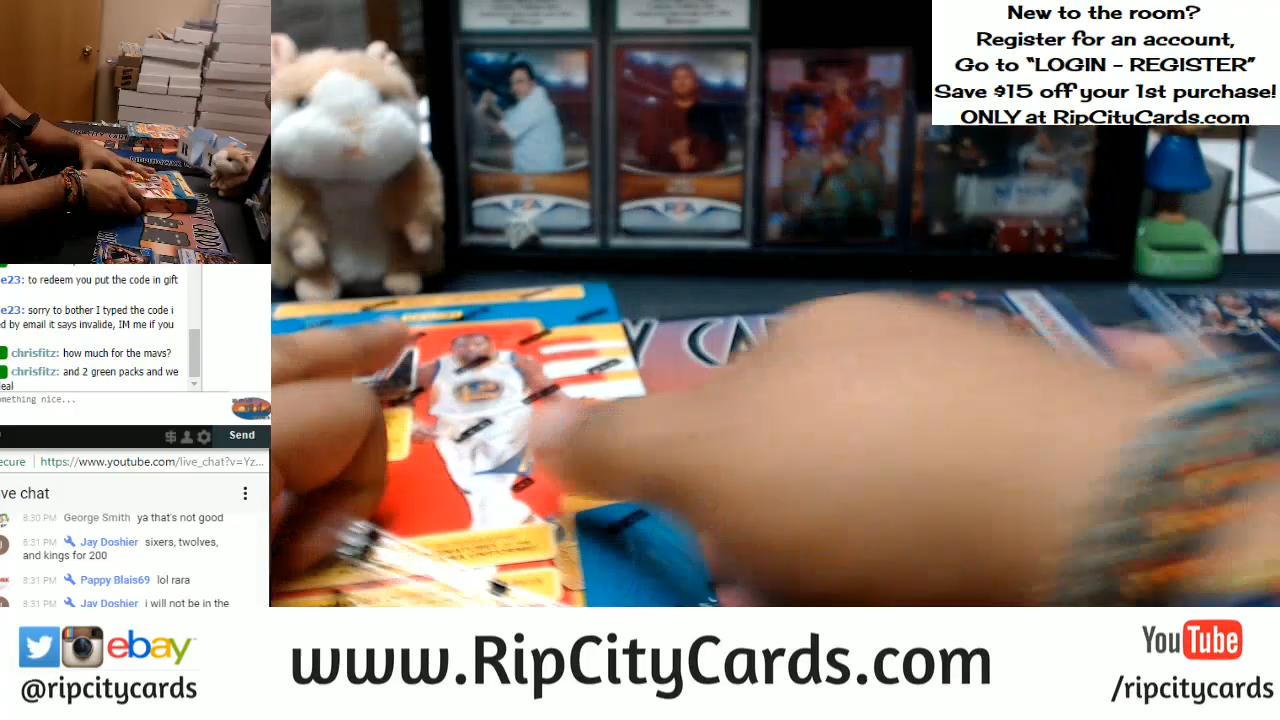 New to the room?
Register for an account,
Go to "LOGIN - REGISTER"
Save $15 off your 1st purchase!
ONLY at RipCityCards.com
e23: to redeem you put the code in gift
e23: sorry to bother I typed the code i
ed by email it says invalide, IM me if you
chrisfitz: how much for the mavs?
chrisfitz: and 2 green packs and we
eal
omething nice...
Send
ecure
https://www.youtube.com/live_chat?v=Yz...
ve chat
8:30 PM George Smith ya that's not good
8:31 PM Jay Doshier sixers, twolves,
and kings for 200
8:31 PM Pappy Blais69 lol rara
8:31 PM Jay Doshier i will not be in the
ebay
@ripcitycards
www.RipCityCards.com
YouTube
/ripcitycards